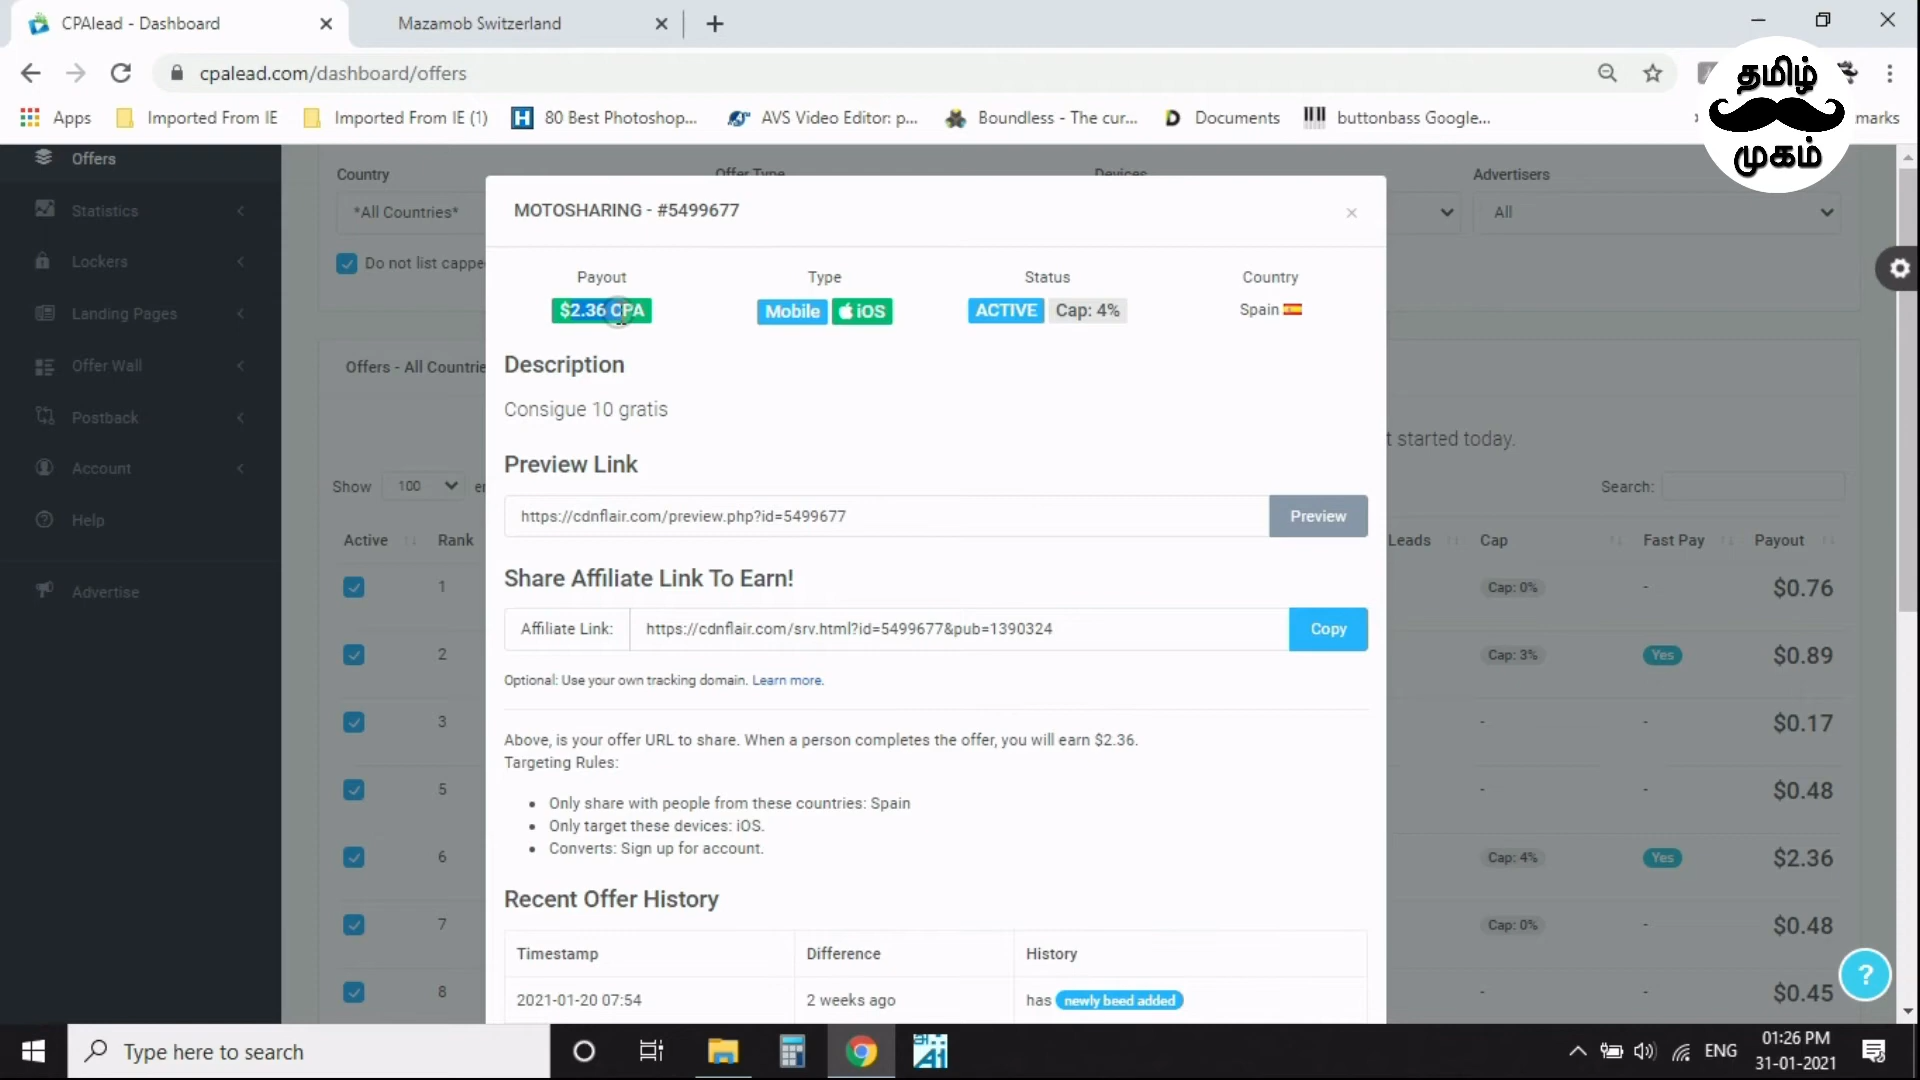 CPAlead - Dashboard
Mazamob Switzerland
cpalead.com/dashboard/offers
Apps
Imported From IE
Imported From IE (1)
80 Best Photoshop...
AVS Video Editor: p...
Boundless - The cur...
Documents
buttonbass Google...
marks
தமிழ்
முகம்
Offers
Statistics
Lockers
Landing Pages
Offer Wall
Postback
Account
Help
Advertise
Country
Offer Type
Devices
Advertisers
*All Countries*
All
Do not list cappe
MOTOSHARING - #5499677
Payout
Type
Status
Country
$2.36 CPA
Mobile
iOS
ACTIVE
Cap: 4%
Spain
Description
Consigue 10 gratis
Preview Link
https://cdnflair.com/preview.php?id=5499677
Preview
Share Affiliate Link To Earn!
Affiliate Link:
https://cdnflair.com/srv.html?id=5499677&pub=1390324
Copy
Optional: Use your own tracking domain. Learn more.
Above, is your offer URL to share. When a person completes the offer, you will earn $2.36.
Targeting Rules:
Only share with people from these countries: Spain
Only target these devices: iOS.
Converts: Sign up for account.
Recent Offer History
Timestamp
Difference
History
2021-01-20 07:54
2 weeks ago
has newly beed added
Offers - All Countrie
t started today.
Show
100
er
Search:
Active
Rank
Leads
Cap
Fast Pay
Payout
1
Cap: 0%
-
$0.76
2
Cap: 3%
Yes
$0.89
3
-
-
$0.17
5
-
-
$0.48
6
Cap: 4%
Yes
$2.36
7
Cap: 0%
-
$0.48
8
-
-
$0.45
?
Type here to search
ENG
01:26 PM
31-01-2021